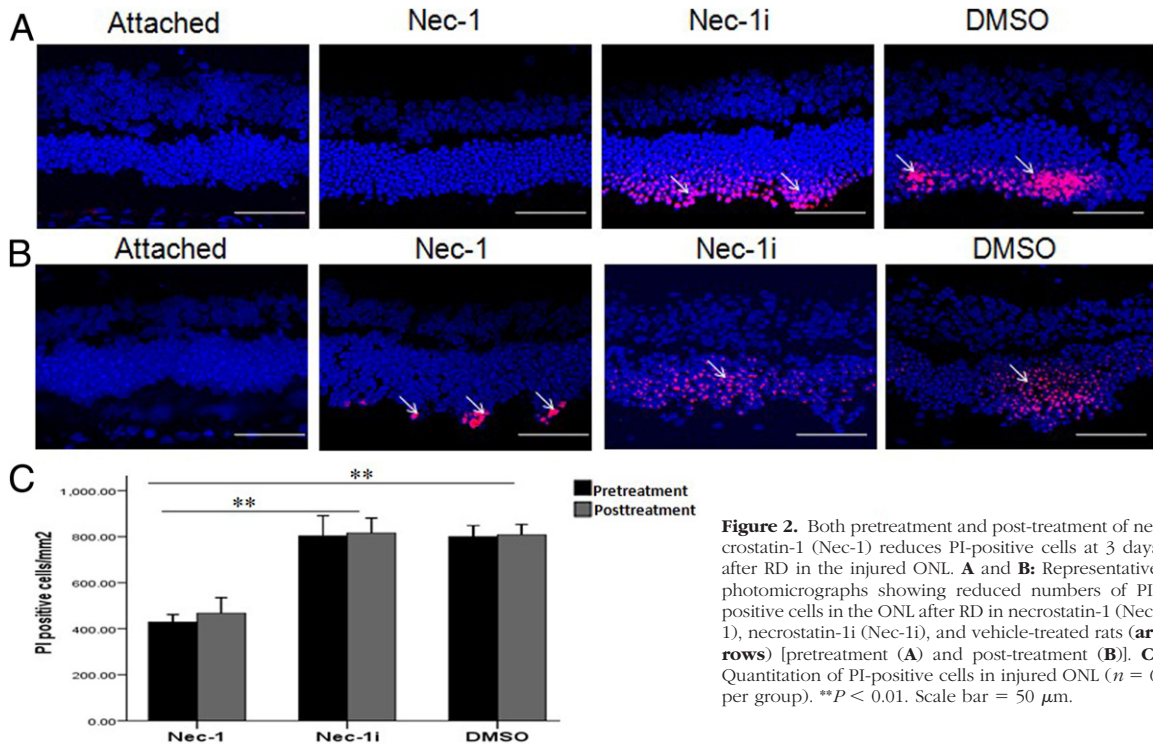 A
Attached Nec-1 Nec-1i DMSO
B
Attached Nec-1 Nec-1i DMSO
C
** **
Pretreatment
Posttreatment
PI positive cells/mm2
1,000.00
800.00
600.00
400.00
200.00
0.00
Nec-1 Nec-1i DMSO
Figure 2. Both pretreatment and post-treatment of ne-
crostatin-1 (Nec-1) reduces PI-positive cells at 3 days
after RD in the injured ONL. A and B: Representative
photomicrographs showing reduced numbers of PI-
positive cells in the ONL after RD in necrostatin-1 (Nec-
1), necrostatin-1i (Nec-1i), and vehicle-treated rats (ar-
rows) [pretreatment (A) and post-treatment (B)]. C:
Quantitation of PI-positive cells in injured ONL (n = 6
per group). **P < 0.01. Scale bar = 50 μm.